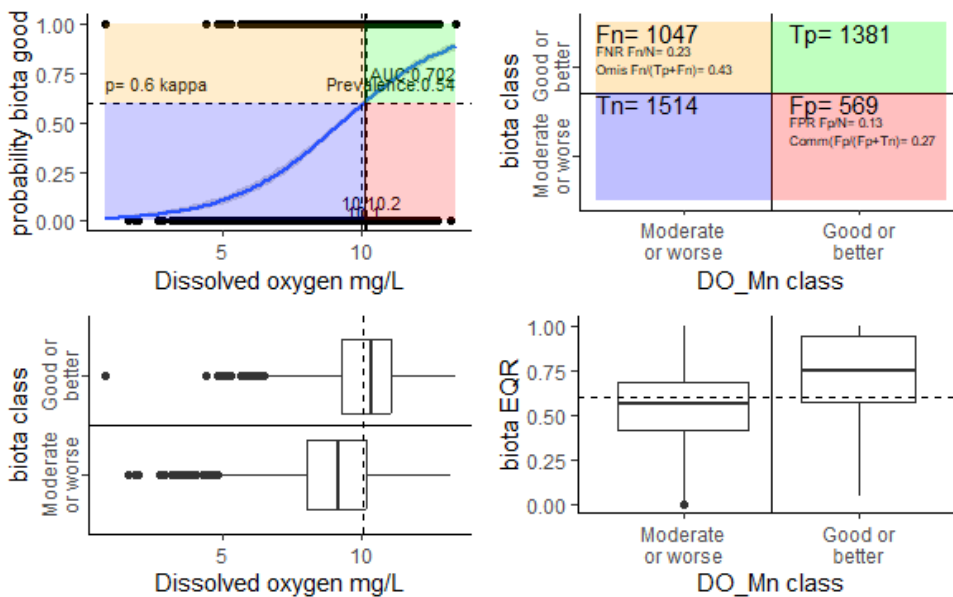 probability biota good
1.00
0.75
0.50
0.25
0.00
p= 0.6 kappa
AUC:0.702
Prevalence:0.54
10.2
5
10
Dissolved oxygen mg/L
biota class
Good or
better
Moderate
or worse
Fn= 1047
FNR Fn/N= 0.23
Omis Fn/(Tp+Fn)= 0.43
Tp= 1381
Tn= 1514
Fp= 569
FPR Fp/N= 0.13
Comm(Fp/(Fp+Tn)= 0.27
Moderate
or worse
Good or
better
DO_Mn class
biota class
Good or
better
Moderate
or worse
5
10
Dissolved oxygen mg/L
biota EQR
1.00
0.75
0.50
0.25
0.00
Moderate
or worse
Good or
better
DO_Mn class